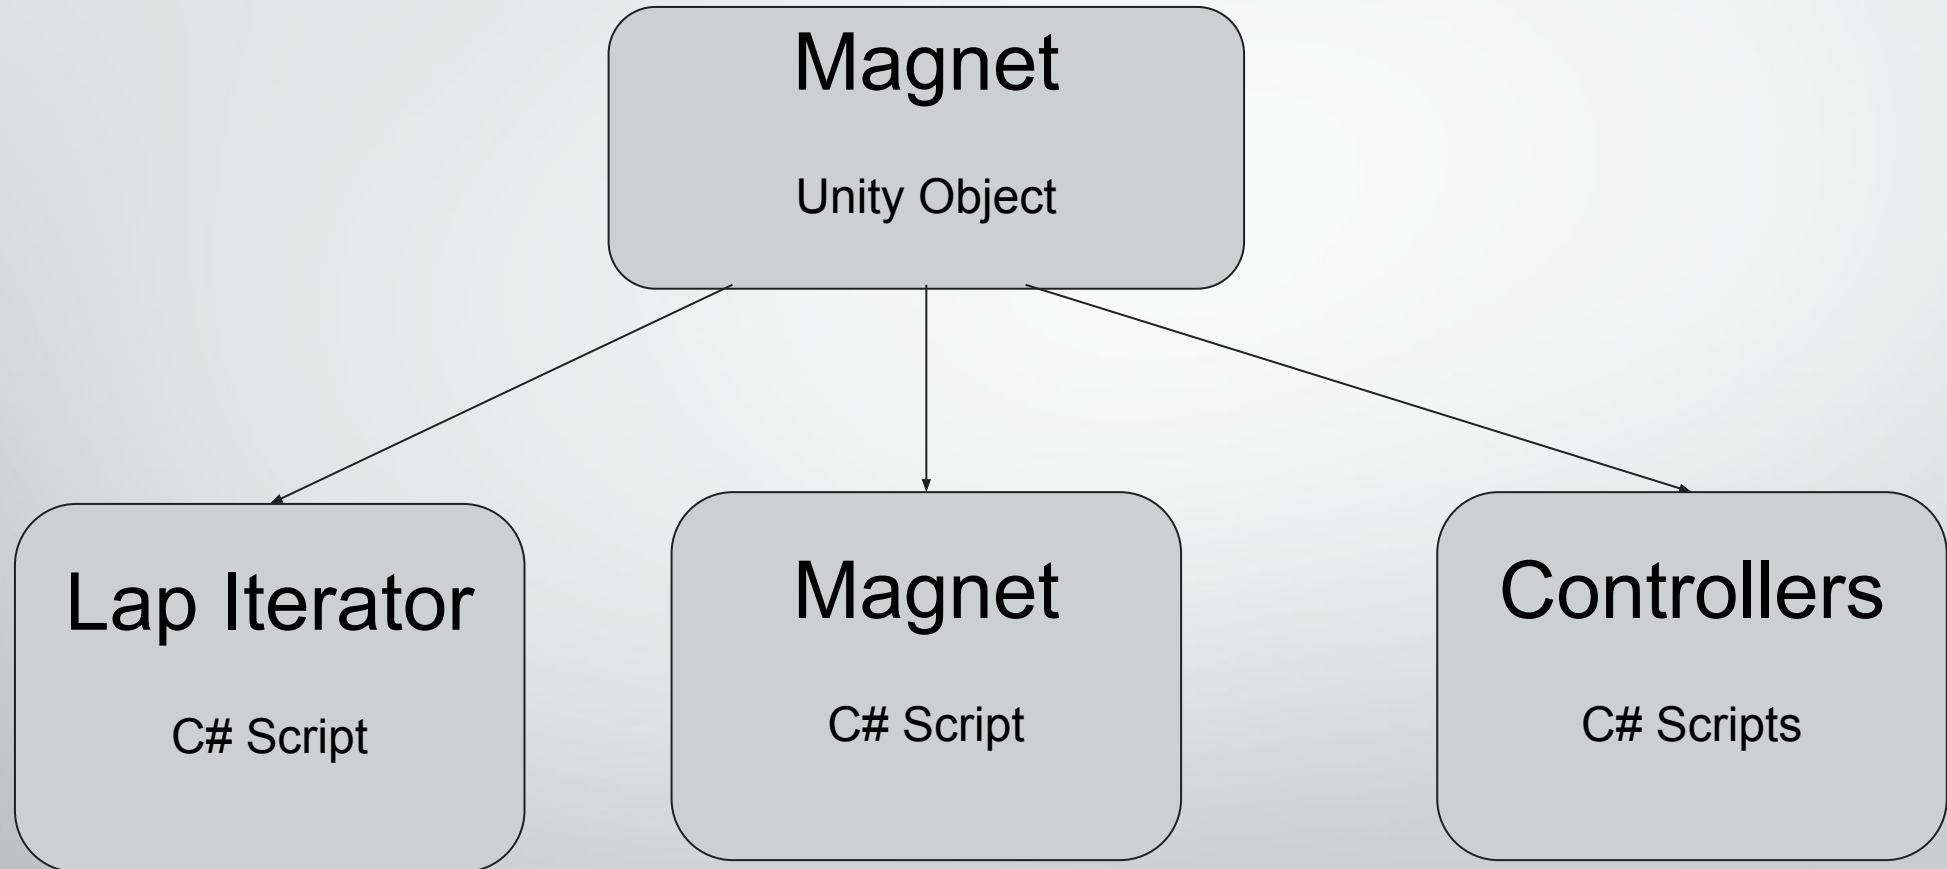 Magnet
Unity Object
Lap Iterator
C# Script
Magnet
C# Script
Controllers
C# Scripts